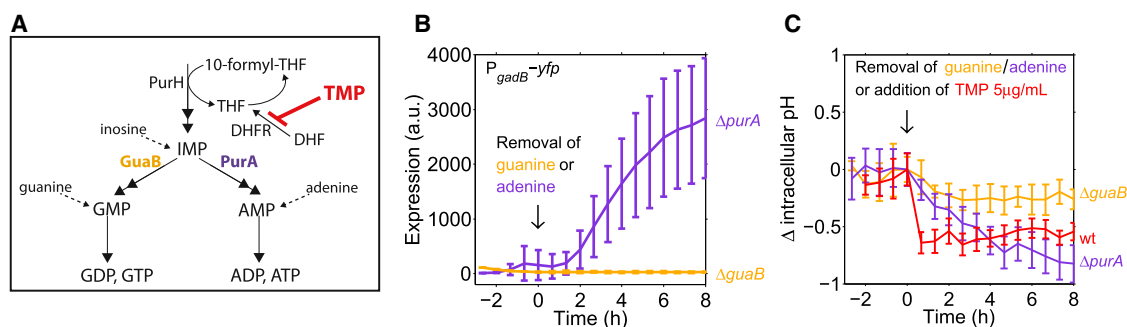 A
10-formyl-THF
PurH
TMP
THF
DHFR
DHF
inosine
IMP
GuaB
PurA
guanine
adenine
GMP
AMP
GDP, GTP
ADP, ATP
B
PgadB-yfp
Removal of
guanine or
adenine
ΔpurA
ΔguaB
Expression (a.u.)
4000
3000
2000
1000
0
−2 0 2 4 6 8
Time (h)
C
Removal of guanine/adenine
or addition of TMP 5μg/mL
ΔguaB
wt
ΔpurA
Δ intracellular pH
1
0.5
0
−0.5
−1
−2 0 2 4 6 8
Time (h)